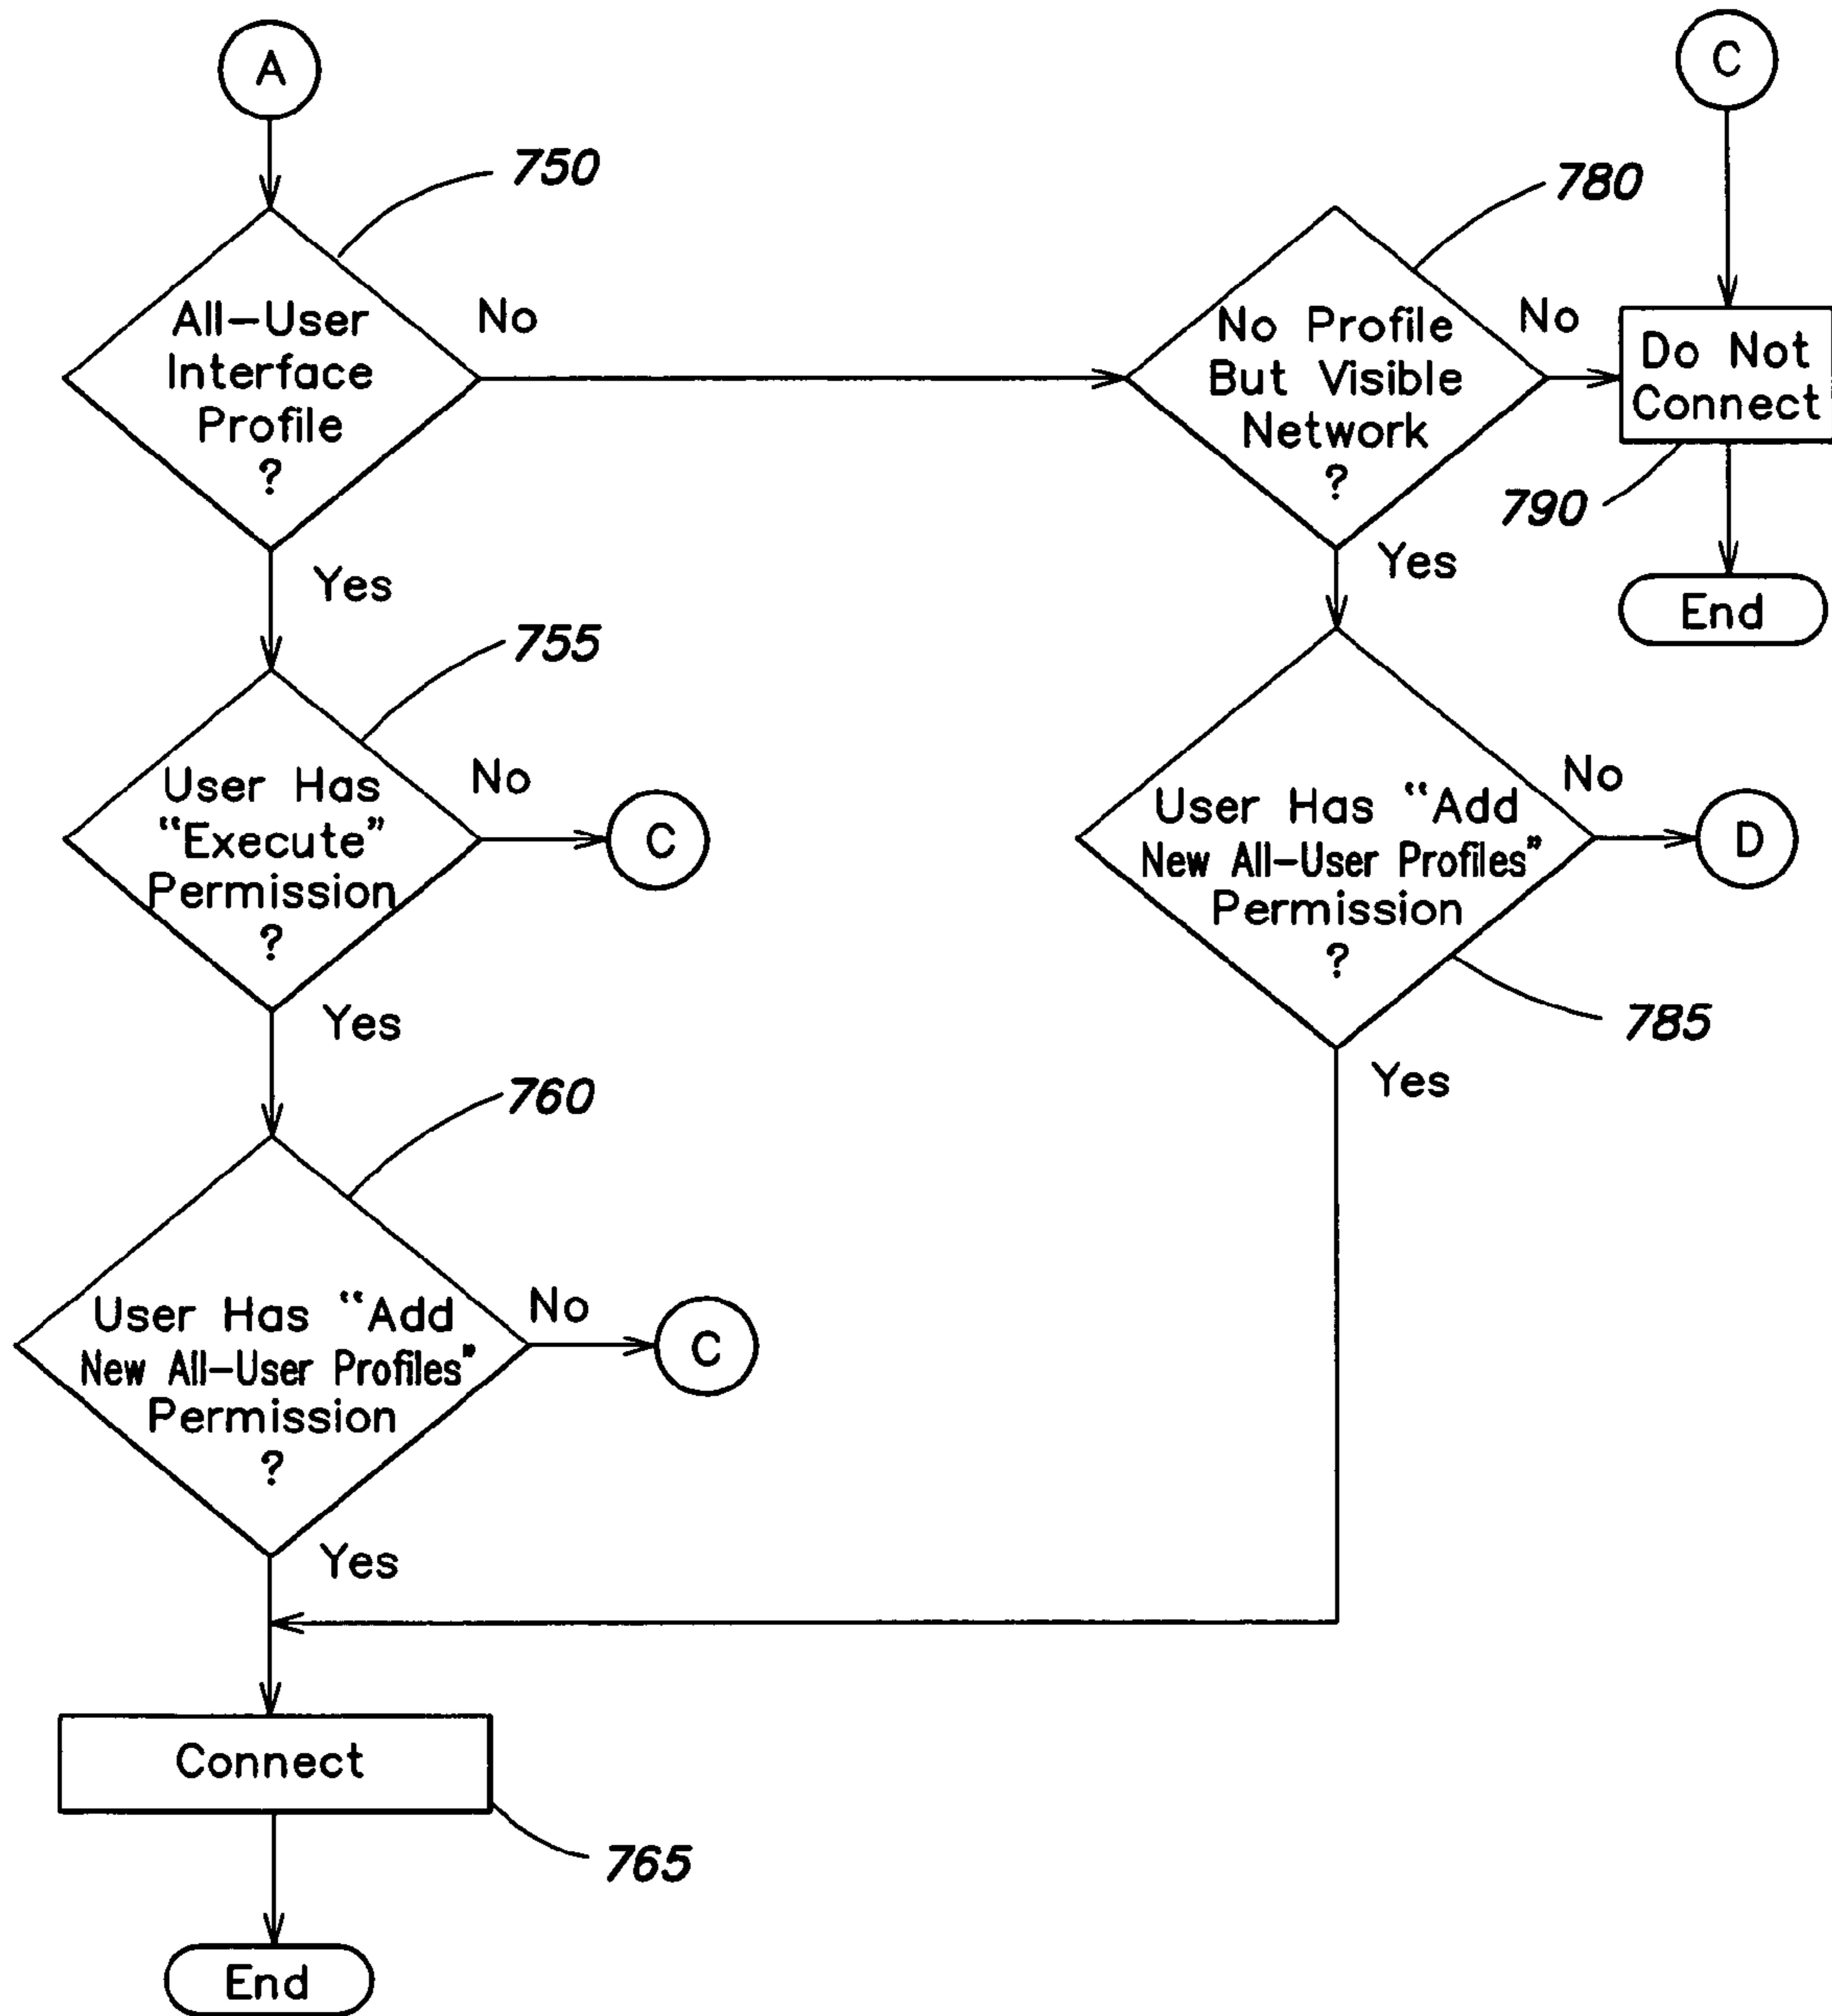 A
C
750
780
All-User
Interface
Profile
?
No
No Profile
But Visible
Network
?
No
Do Not
Connect
790
Yes
Yes
End
755
User Has
"Execute"
Permission
?
No
C
User Has "Add
New All-User Profiles"
Permission
?
No
D
785
Yes
Yes
760
User Has "Add
New All-User Profiles"
Permission
?
No
C
Yes
Connect
765
End